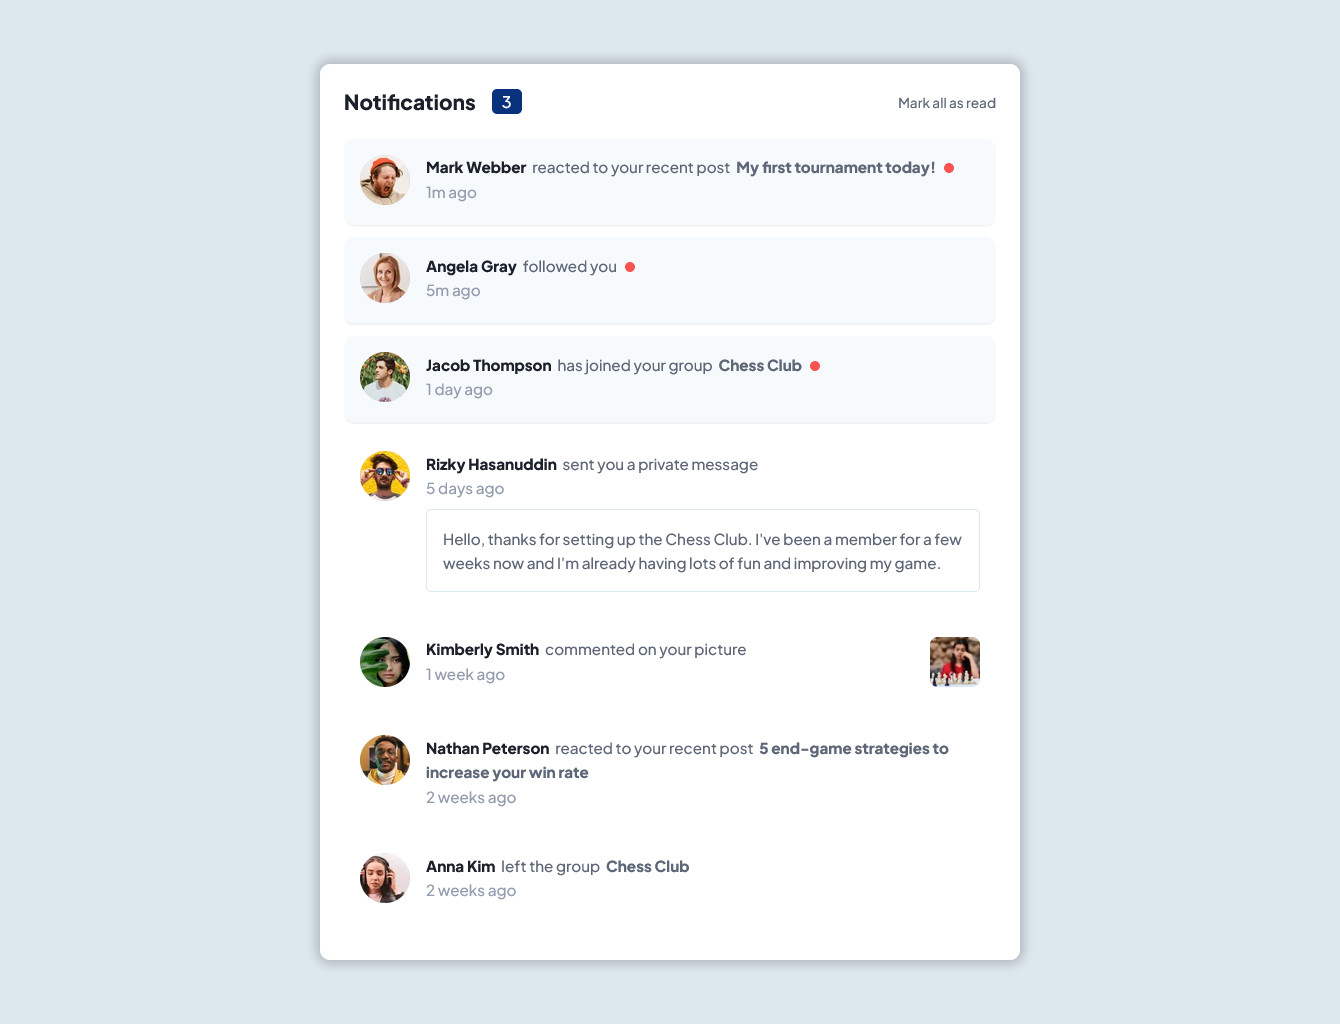 Notifications 3 Mark all as read
Mark Webber reacted to your recent post My first tournament today!
1m ago
Angela Gray followed you
5m ago
Jacob Thompson has joined your group Chess Club
1 day ago
Rizky Hasanuddin sent you a private message
5 days ago
Hello, thanks for setting up the Chess Club. I've been a member for a few
weeks now and I'm already having lots of fun and improving my game.
Kimberly Smith commented on your picture
1 week ago
Nathan Peterson reacted to your recent post 5 end-game strategies to
increase your win rate
2 weeks ago
Anna Kim left the group Chess Club
2 weeks ago